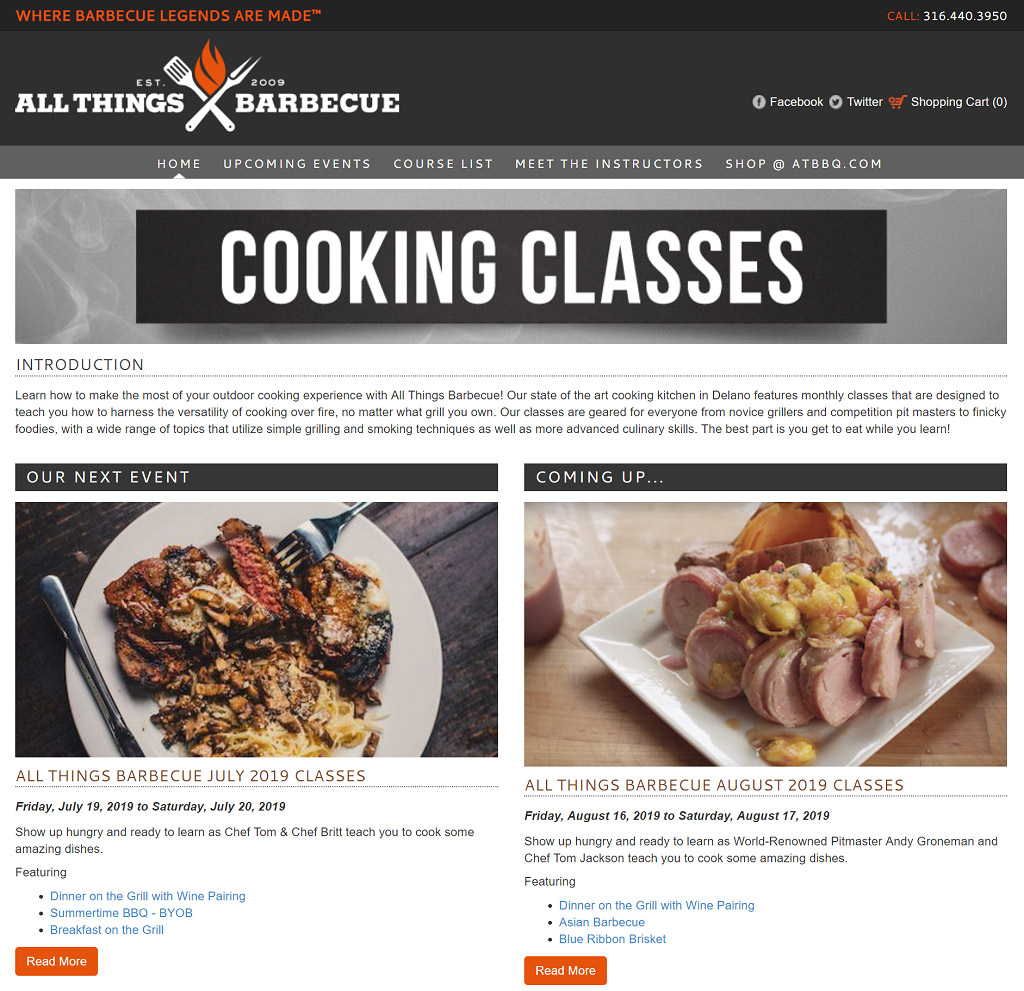 WHERE BARBECUE LEGENDS ARE MADE™
CALL: 316.440.3950
EST. 2009
ALL THINGS BARBECUE
Facebook Twitter Shopping Cart (0)
HOME UPCOMING EVENTS COURSE LIST MEET THE INSTRUCTORS SHOP @ ATBBQ.COM
COOKING CLASSES
INTRODUCTION
Learn how to make the most of your outdoor cooking experience with All Things Barbecue! Our state of the art cooking kitchen in Delano features monthly classes that are designed to
teach you how to harness the versatility of cooking over fire, no matter what grill you own. Our classes are geared for everyone from novice grillers and competition pit masters to finicky
foodies, with a wide range of topics that utilize simple grilling and smoking techniques as well as more advanced culinary skills. The best part is you get to eat while you learn!
OUR NEXT EVENT
ALL THINGS BARBECUE JULY 2019 CLASSES
Friday, July 19, 2019 to Saturday, July 20, 2019
Show up hungry and ready to learn as Chef Tom & Chef Britt teach you to cook some
amazing dishes.
Featuring
• Dinner on the Grill with Wine Pairing
• Summertime BBQ - BYOB
• Breakfast on the Grill
Read More
COMING UP...
ALL THINGS BARBECUE AUGUST 2019 CLASSES
Friday, August 16, 2019 to Saturday, August 17, 2019
Show up hungry and ready to learn as World-Renowned Pitmaster Andy Groneman and
Chef Tom Jackson teach you to cook some amazing dishes.
Featuring
• Dinner on the Grill with Wine Pairing
• Asian Barbecue
• Blue Ribbon Brisket
Read More